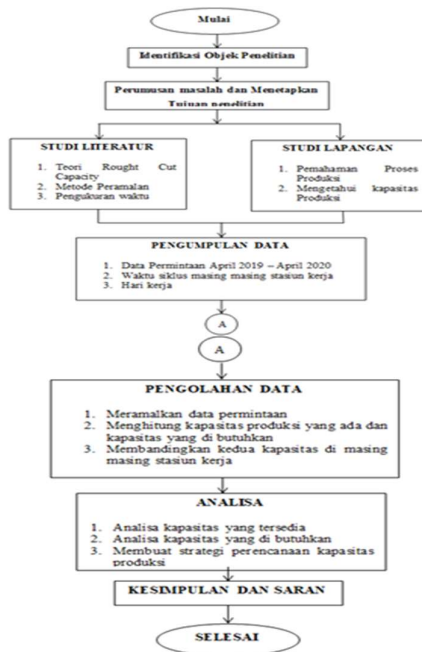 Mulai
Identifikasi Objek Penelitian
Perumusan masalah dan Menetapkan
Tujuan penelitian
STUDI LITERATUR
1. Teori Rought Cut
Capacity
2. Metode Peramalan
3. Pengukuran waktu
STUDI LAPANGAN
1. Pemahaman Proses
Produksi
2. Mengetahui kapasitas
Produksi
PENGUMPULAN DATA
1. Data Permintaan April 2019 – April 2020
2. Waktu siklus masing masing stasiun kerja
3. Hari kerja
A
A
PENGOLAHAN DATA
1. Meramalkan data permintaan
2. Menghitung kapasitas produksi yang ada dan
kapasitas yang di butuhkan
3. Membandingkan kedua kapasitas di masing
masing stasiun kerja
ANALISA
1. Analisa kapasitas yang tersedia
2. Analisa kapasitas yang di butuhkan
3. Membuat strategi perencanaan kapasitas
produksi
KESIMPULAN DAN SARAN
SELESAI